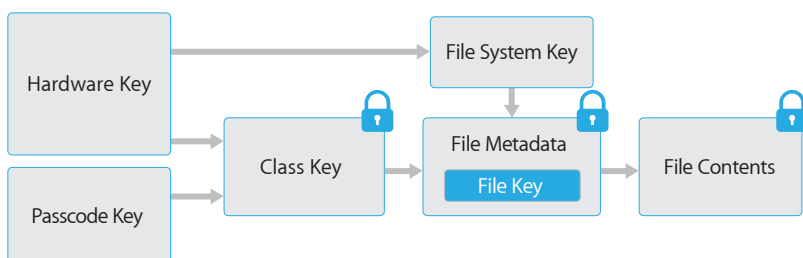 Hardware Key
File System Key
Class Key
File Metadata
File Key
File Contents
Passcode Key